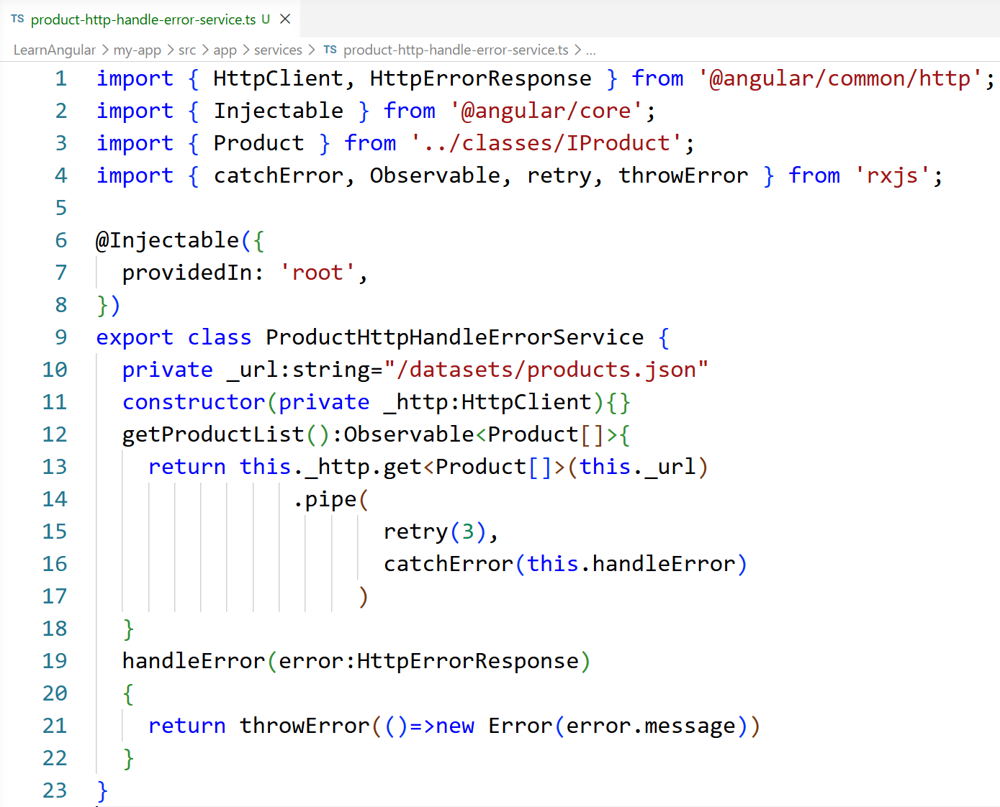 TS product-http-handle-error-service.ts U ×
LearnAngular > my-app > src > app > services > TS product-http-handle-error-service.ts > ...
1 import { HttpClient, HttpErrorResponse } from '@angular/common/http';
2 import { Injectable } from '@angular/core';
3 import { Product } from '../classes/IProduct';
4 import { catchError, Observable, retry, throwError } from 'rxjs';
5
6 @Injectable({
7   providedIn: 'root',
8 })
9 export class ProductHttpHandleErrorService {
10   private _url:string="/datasets/products.json"
11   constructor(private _http:HttpClient){}
12   getProductList():Observable<Product[]>{
13     return this._http.get<Product[]>(this._url)
14                .pipe(
15                       retry(3),
16                       catchError(this.handleError)
17                     )
18   }
19   handleError(error:HttpErrorResponse)
20   {
21     return throwError(()=>new Error(error.message))
22   }
23 }